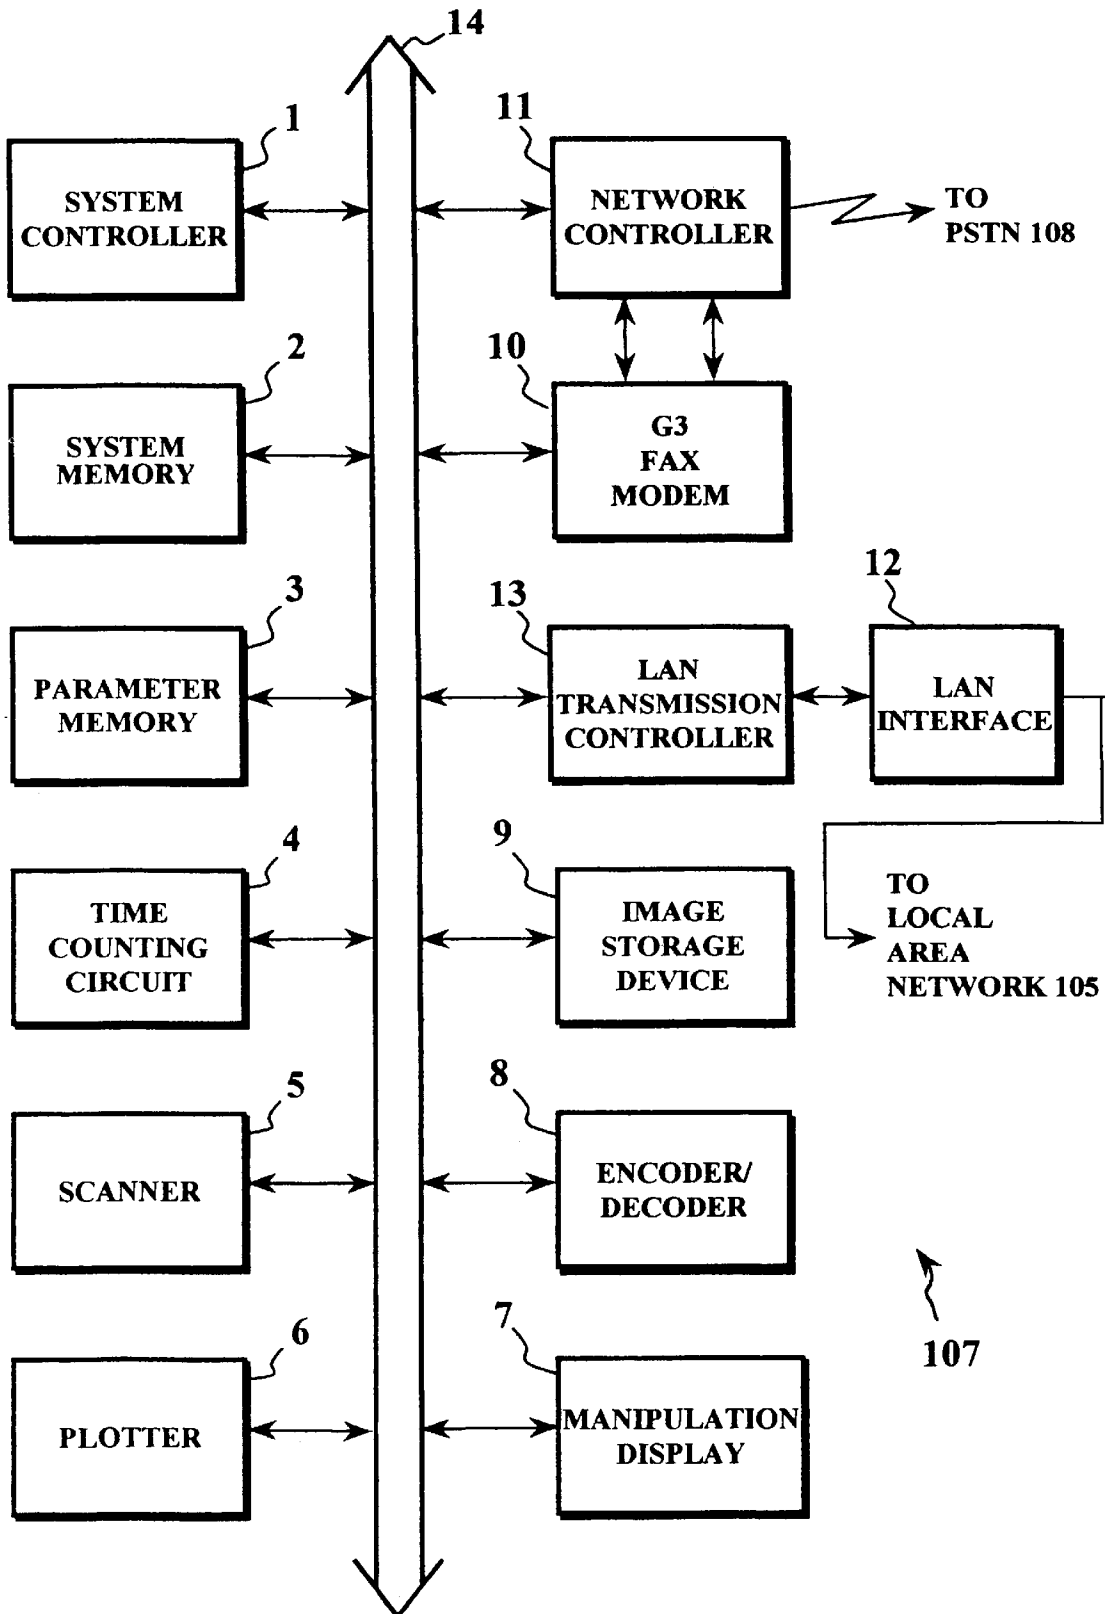 14
1
SYSTEM
CONTROLLER
11
NETWORK
CONTROLLER
TO
PSTN 108
2
SYSTEM
MEMORY
10
G3
FAX
MODEM
3
PARAMETER
MEMORY
13
LAN
TRANSMISSION
CONTROLLER
12
LAN
INTERFACE
4
TIME
COUNTING
CIRCUIT
9
IMAGE
STORAGE
DEVICE
TO
LOCAL
AREA
NETWORK 105
5
SCANNER
8
ENCODER/
DECODER
6
PLOTTER
7
MANIPULATION
DISPLAY
107